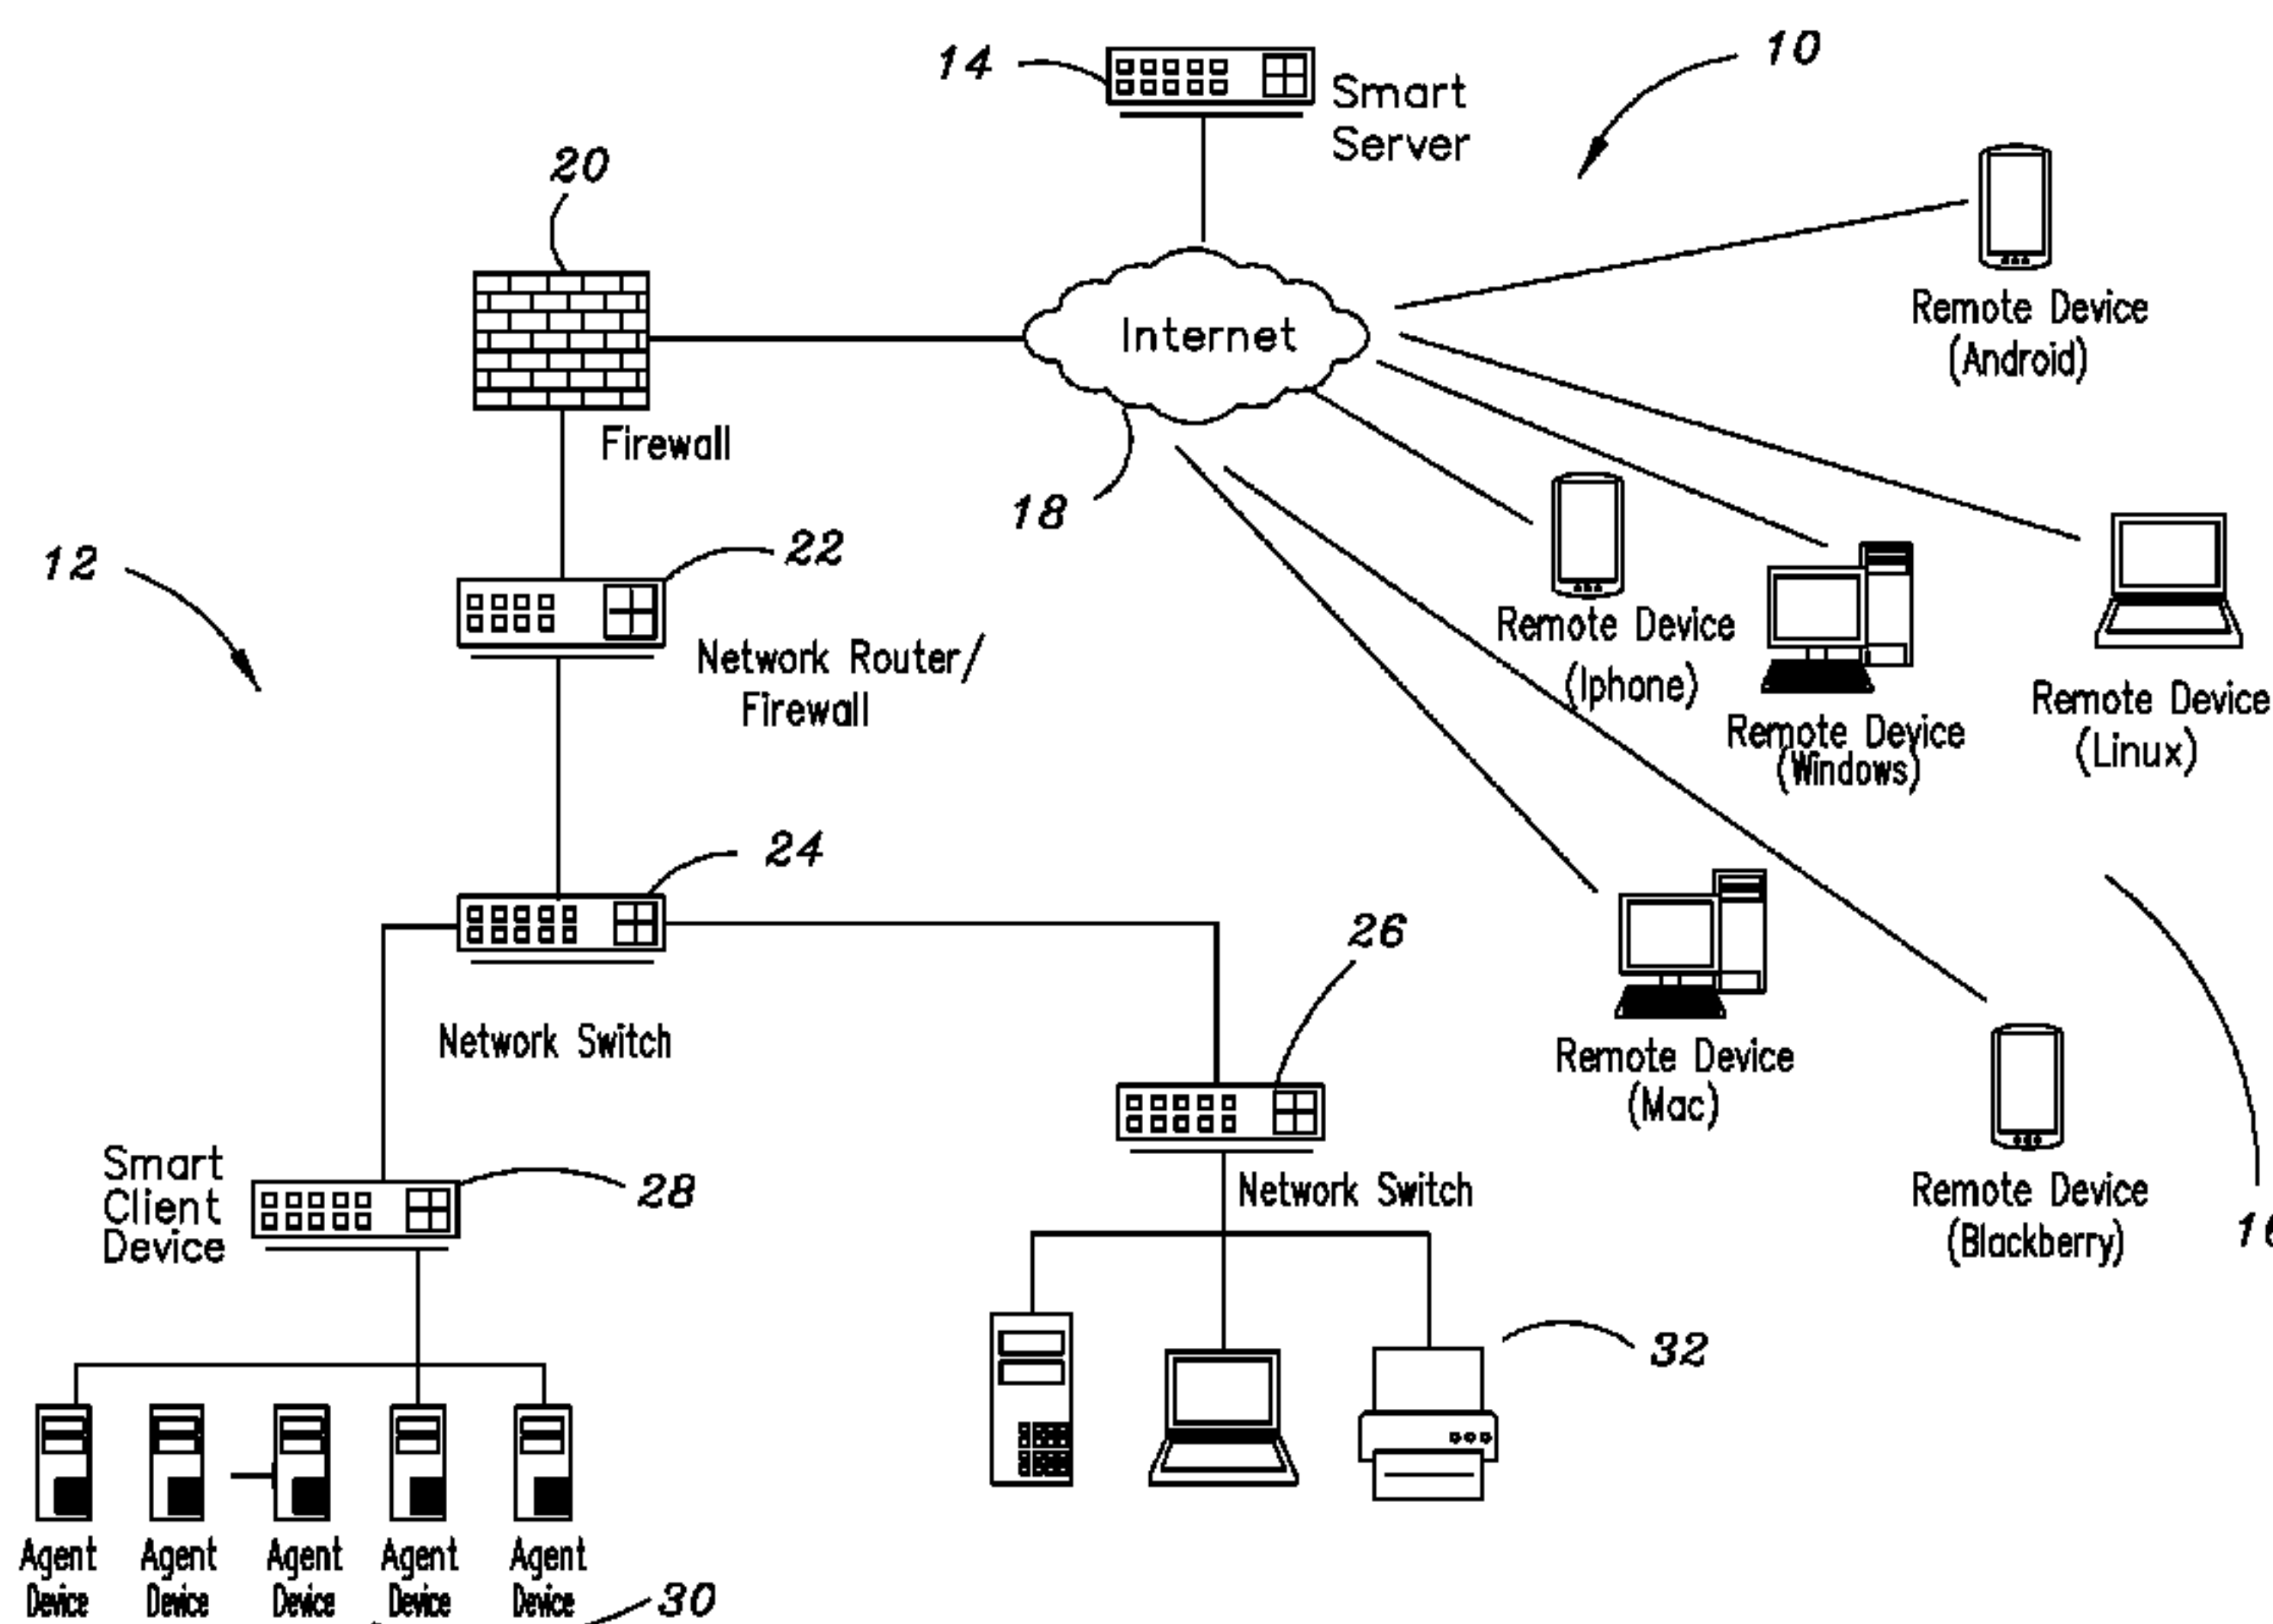 14
Smart
Server
10
20
Internet
Firewall
18
Remote Device
(Android)
12
22
Network Router/
Firewall
Remote Device
(Iphone)
Remote Device
(Windows)
Remote Device
(Linux)
24
Network Switch
26
Remote Device
(Mac)
Smart
Client
Device
28
Network Switch
Remote Device
(Blackberry)
32
Agent
Device
Agent
Device
Agent
Device
Agent
Device
Agent
Device
30